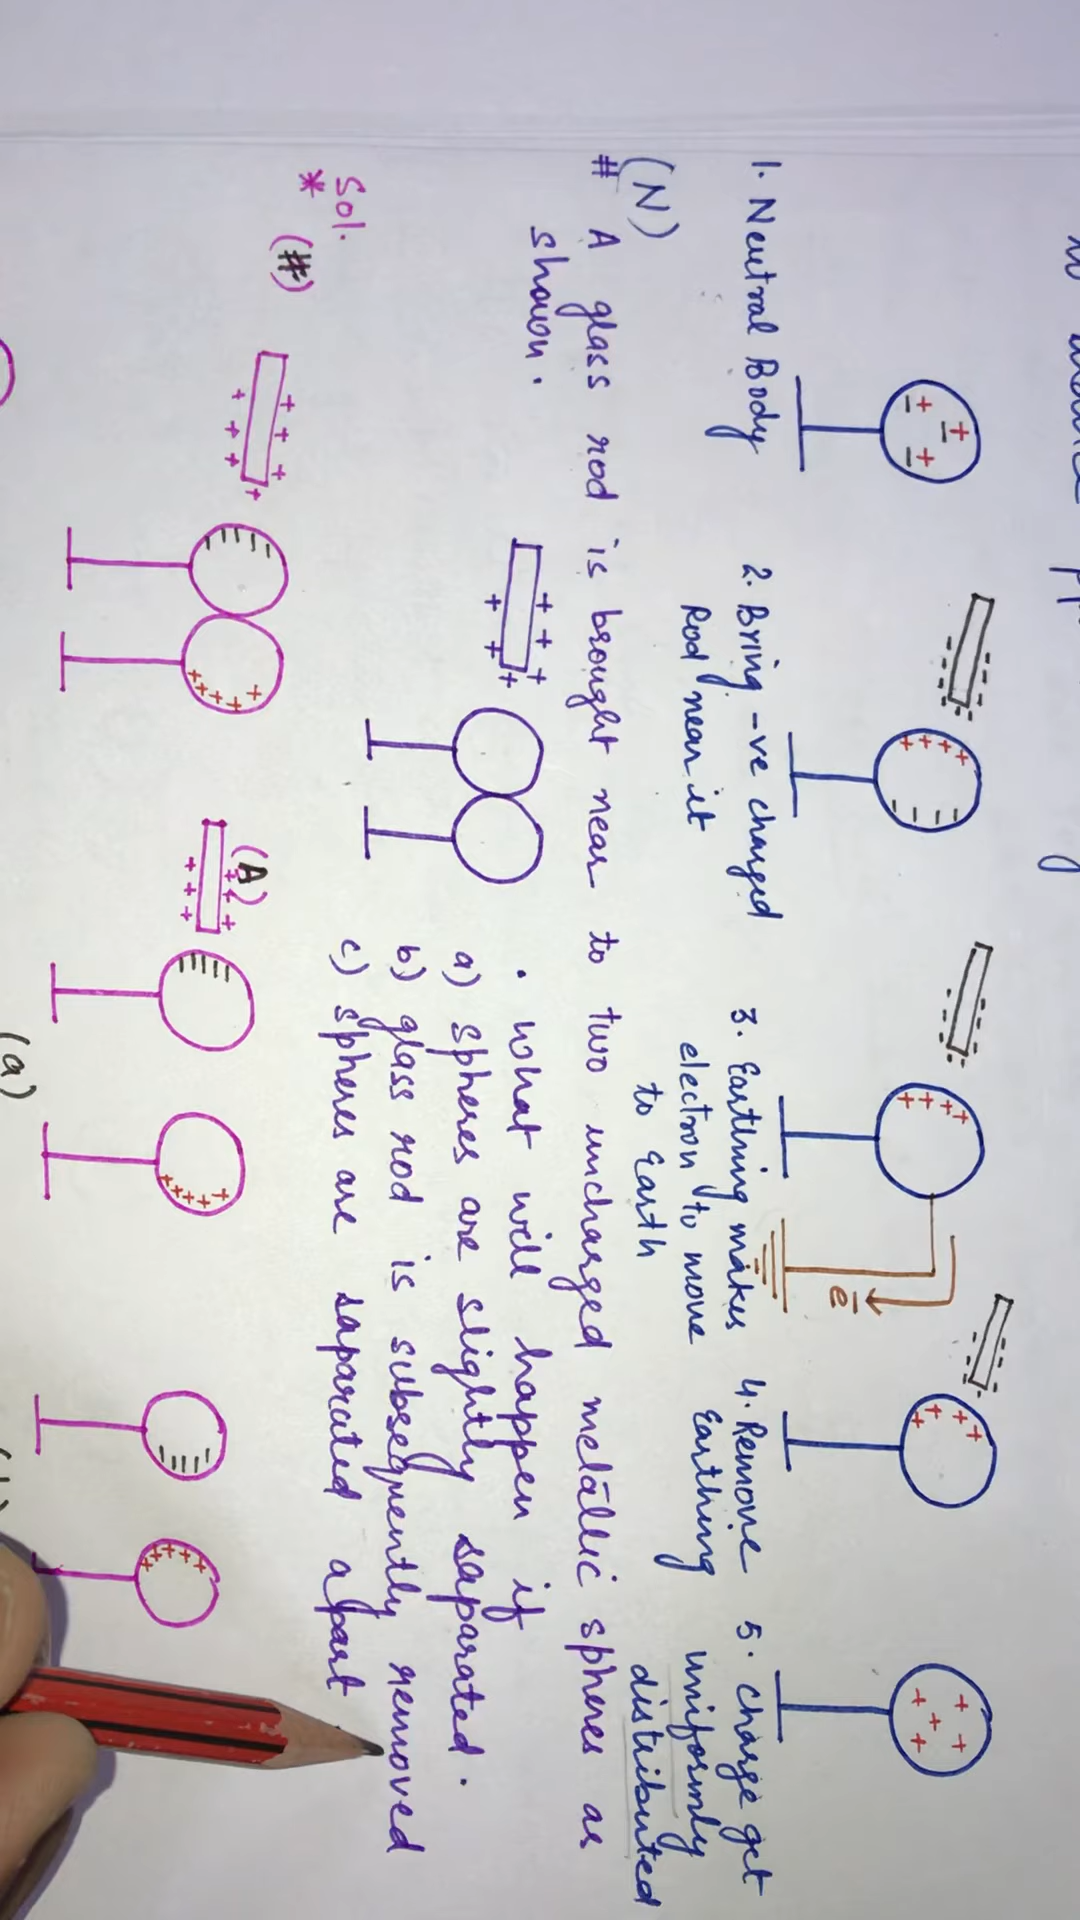 1. Neutral Body
2. Bring -ve charged
Rod near it
3. Earthing makes
electron to move
to Earth
4. Remove
Earthing
5. charge get
uniformly
distributed
e-
(N)
# A glass rod is brought near to two uncharged metallic spheres as
shown.
• what will happen if
a) spheres are slightly saparated.
b) glass rod is subsequently removed
c) spheres are saparated apart
Sol.
* (#)
(A)
(a)